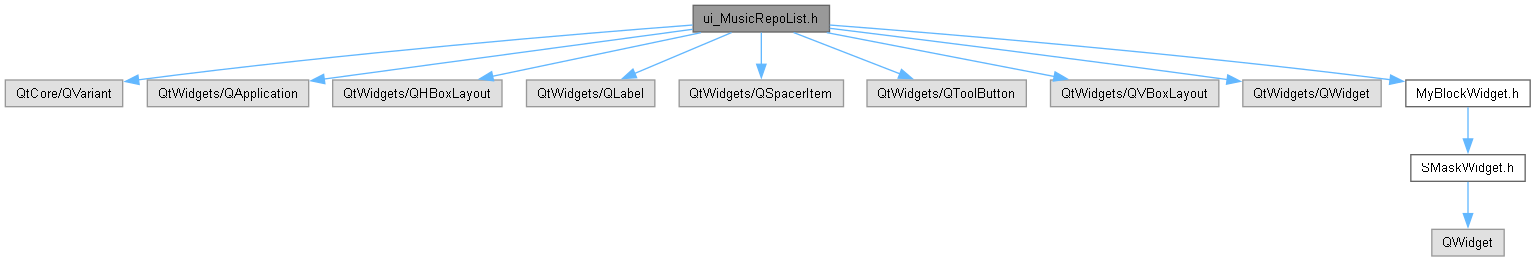 ui_MusicRepoList.h
QtCore/QVariant
QtWidgets/QApplication
QtWidgets/QHBoxLayout
QtWidgets/QLabel
QtWidgets/QSpacerItem
QtWidgets/QToolButton
QtWidgets/QVBoxLayout
QtWidgets/QWidget
MyBlockWidget.h
SMaskWidget.h
QWidget